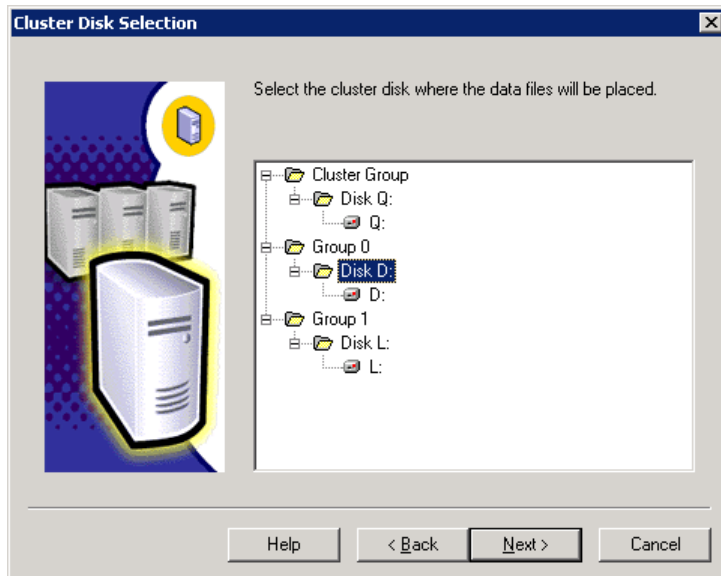 Cluster Disk Selection
Select the cluster disk where the data files will be placed.
Cluster Group
Disk Q:
Q:
Group 0
Disk D:
D:
Group 1
Disk L:
L:
Help
< Back
Next >
Cancel